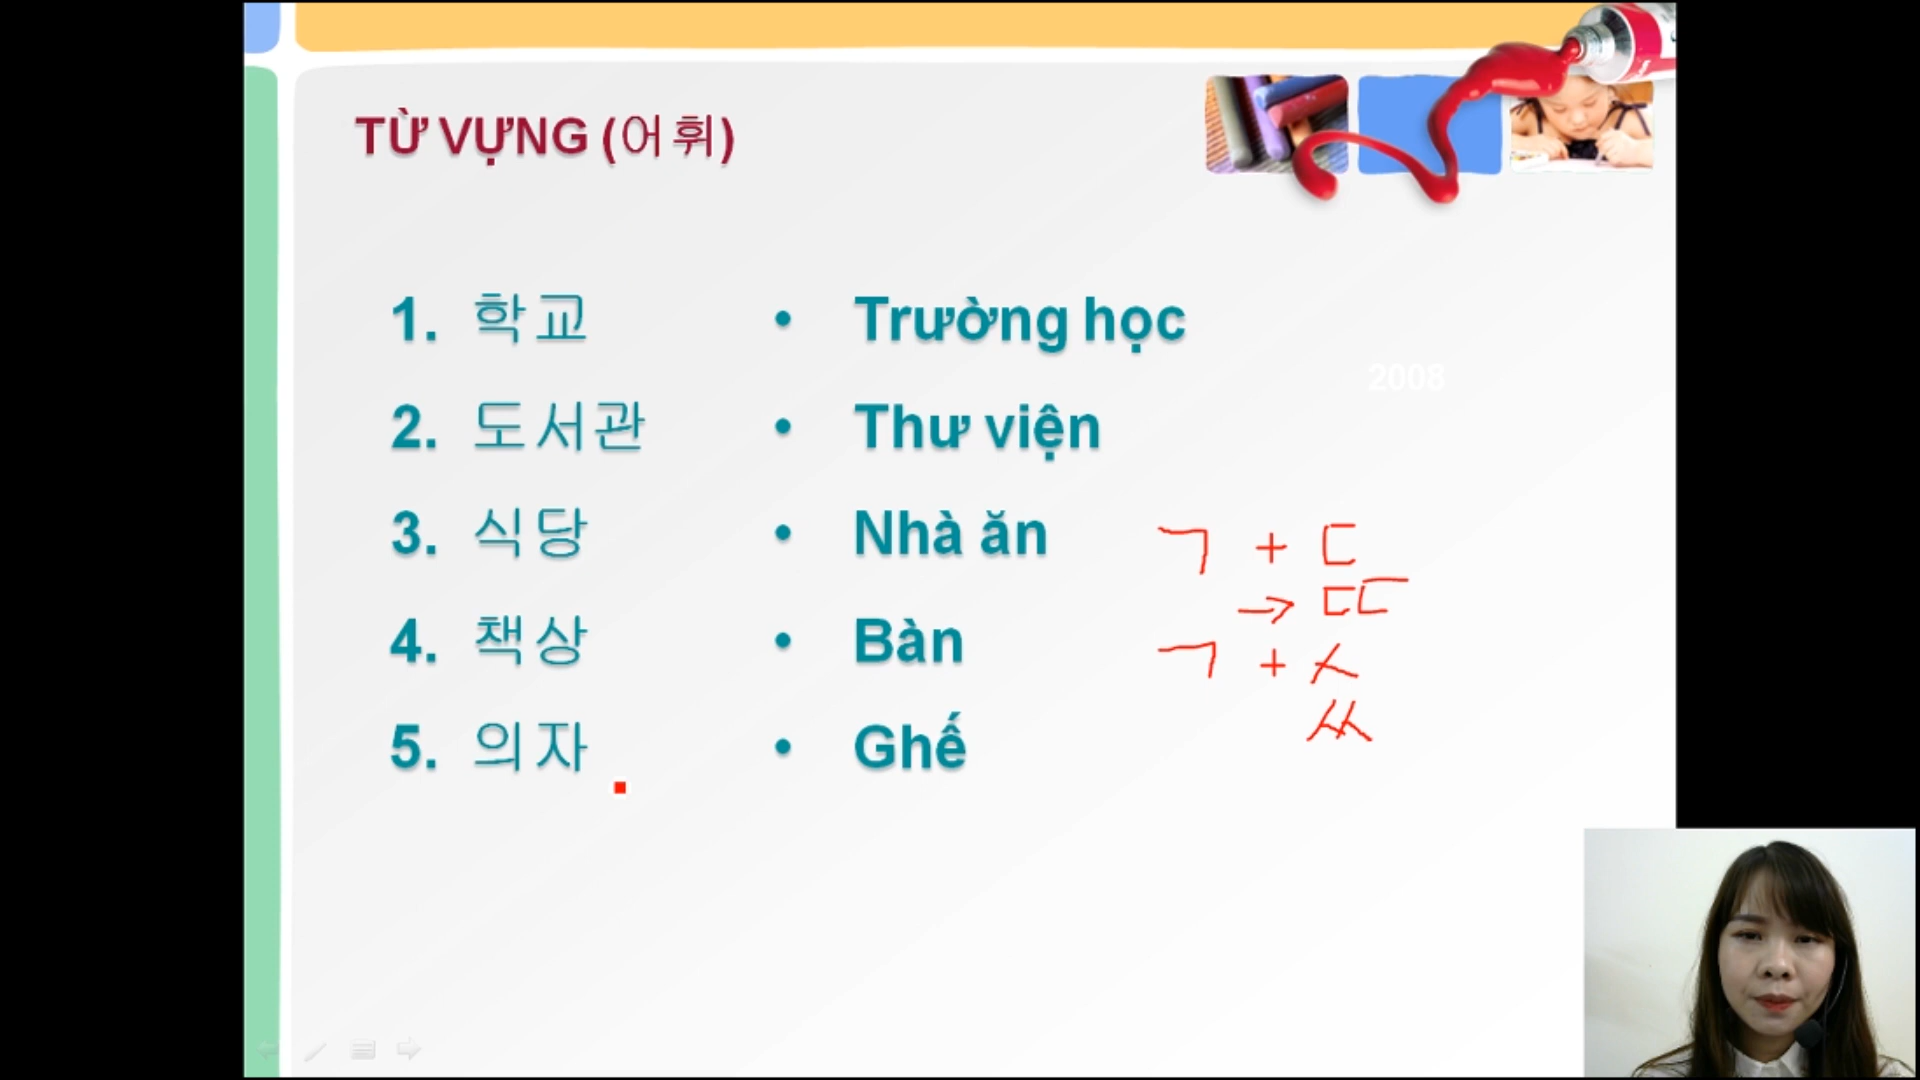 TỪ VỰNG (어휘)
1. 학교 • Trường học
2008
2. 도서관 • Thư viện
3. 식당 • Nhà ăn
ㄱ + ㄷ
→ ㄸ
4. 책상 • Bàn
ㄱ + ㅅ
ㅆ
5. 의자 • Ghế